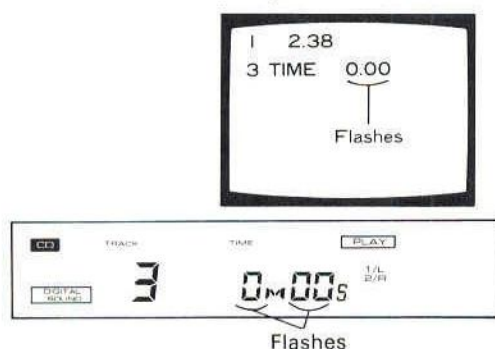 1 2.38
3 TIME 0.00
Flashes
CD TRACK TIME PLAY
3 0M00S 1/L
2/R
DIGITAL
SOUND
Flashes